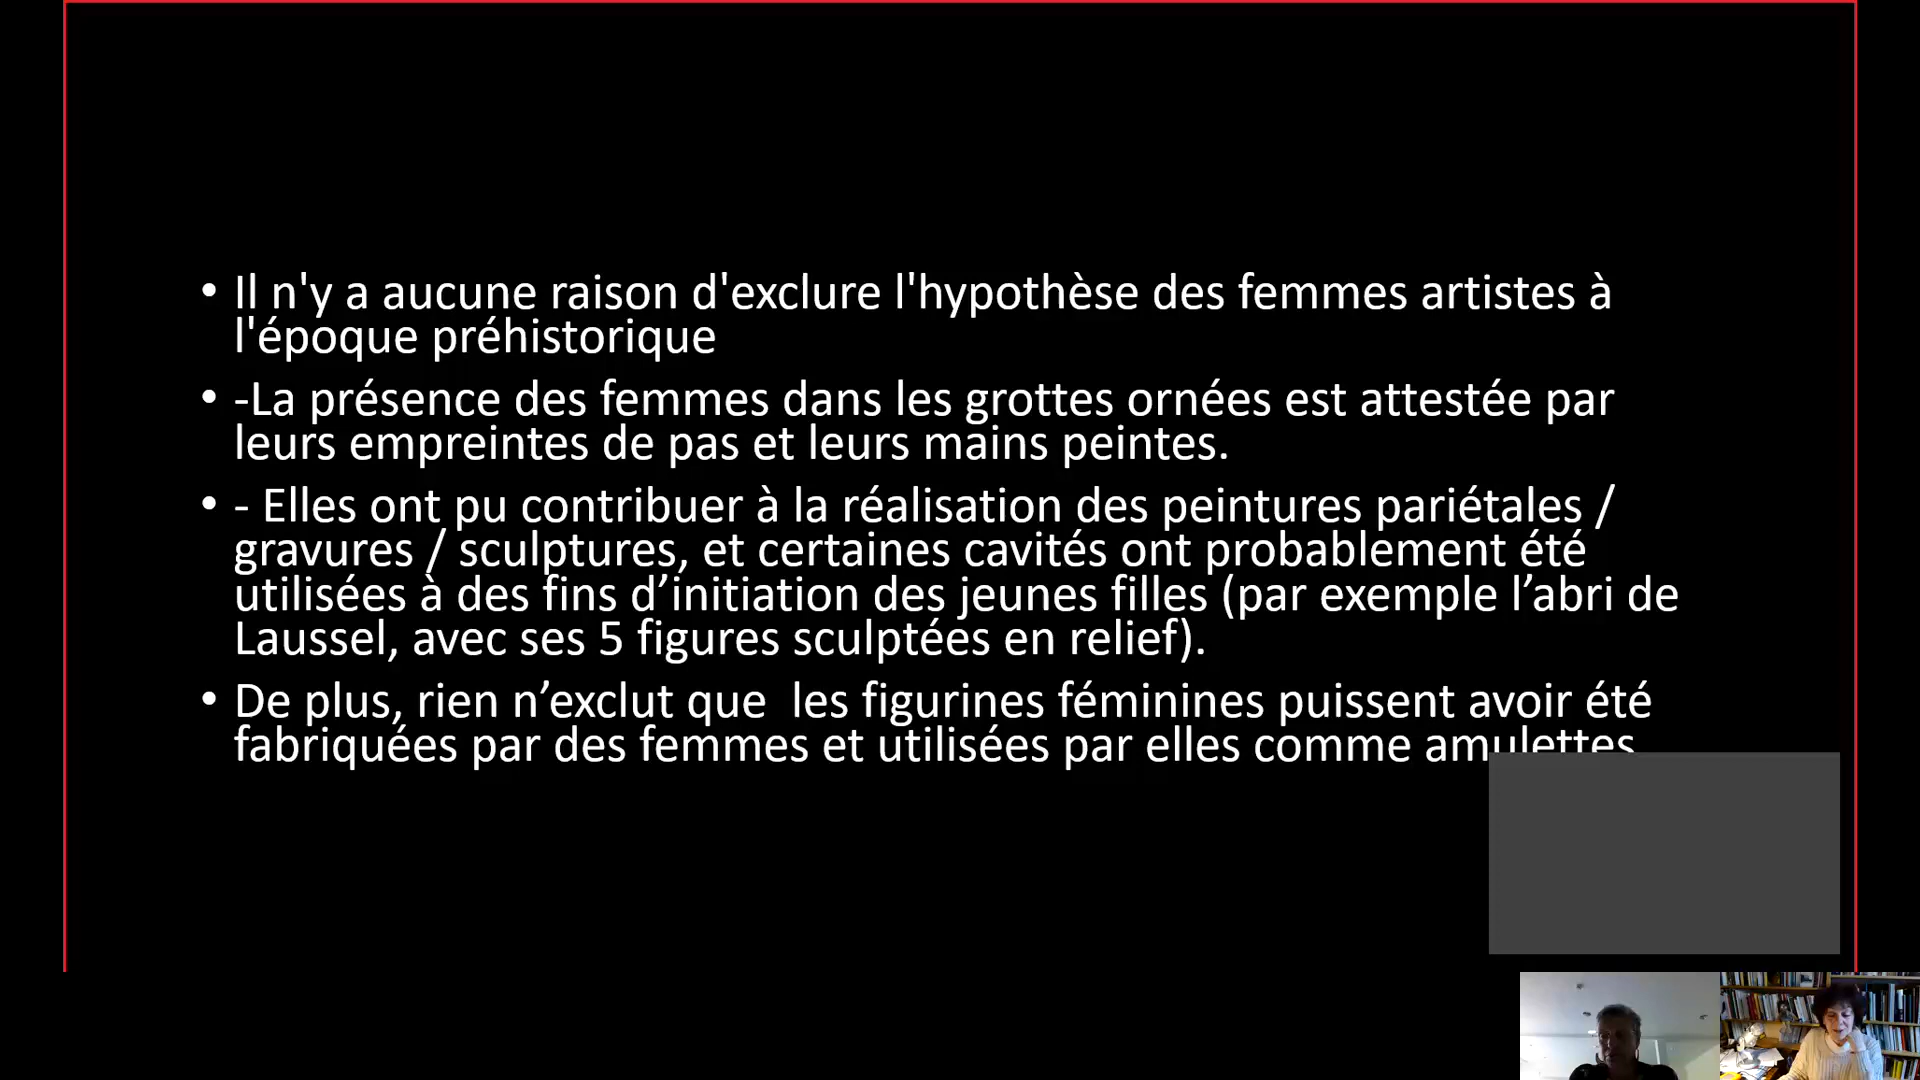 • Il n'y a aucune raison d'exclure l'hypothèse des femmes artistes à
l'époque préhistorique
• -La présence des femmes dans les grottes ornées est attestée par
leurs empreintes de pas et leurs mains peintes.
• - Elles ont pu contribuer à la réalisation des peintures pariétales /
gravures / sculptures, et certaines cavités ont probablement été
utilisées à des fins d’initiation des jeunes filles (par exemple l’abri de
Laussel, avec ses 5 figures sculptées en relief).
• De plus, rien n’exclut que  les figurines féminines puissent avoir été
fabriquées par des femmes et utilisées par elles comme amulettes